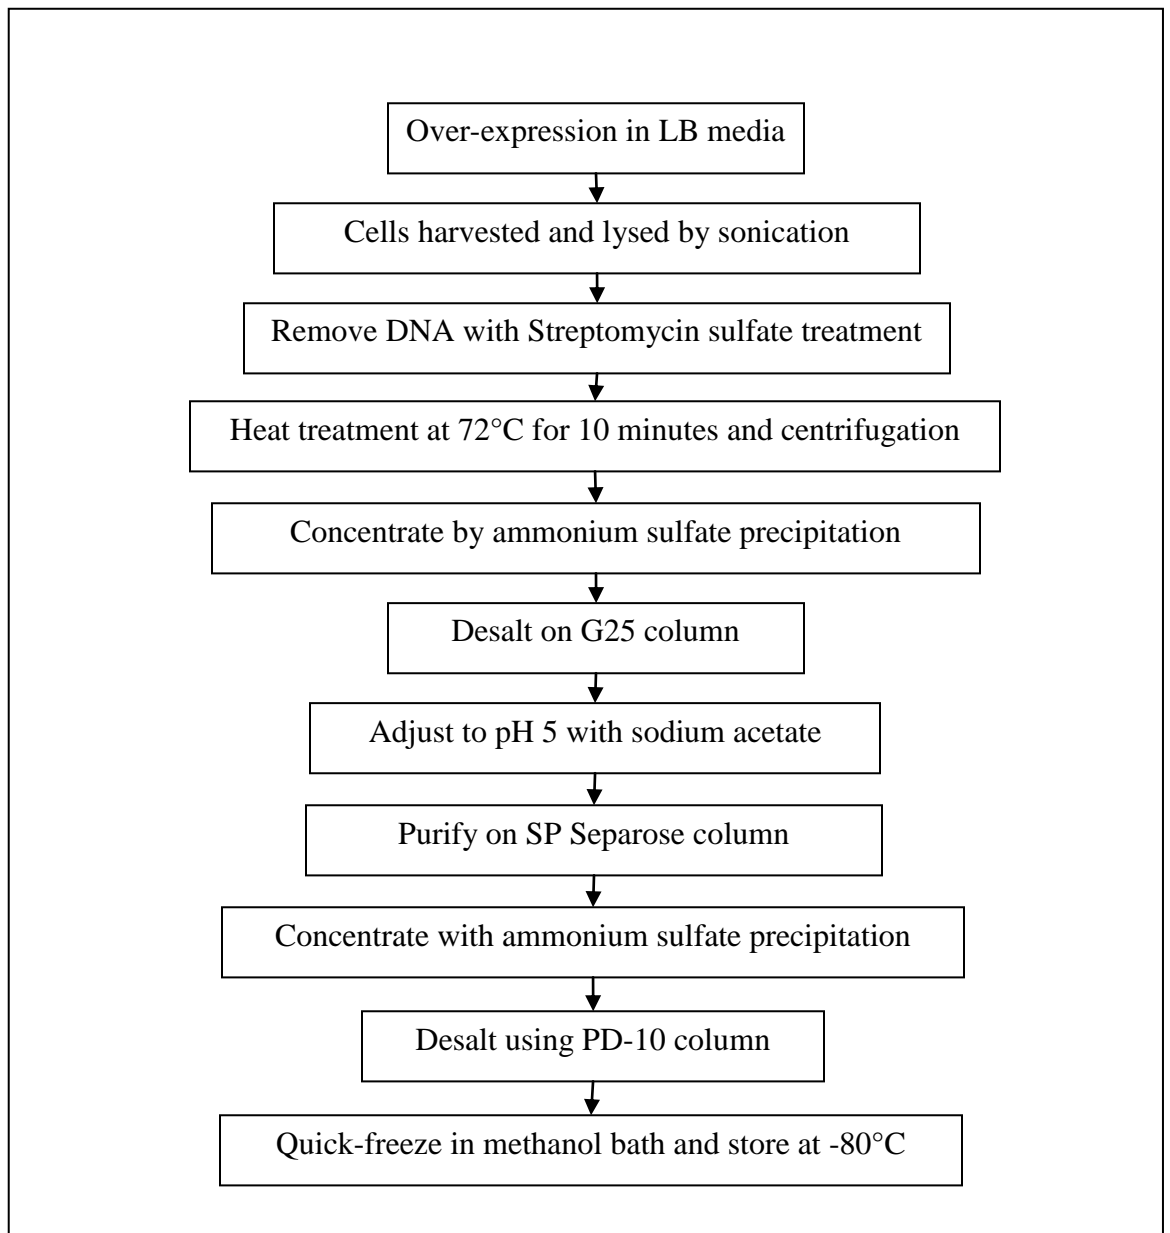 Over-expression in LB media
Cells harvested and lysed by sonication
Remove DNA with Streptomycin sulfate treatment
Heat treatment at 72°C for 10 minutes and centrifugation
Concentrate by ammonium sulfate precipitation
Desalt on G25 column
Adjust to pH 5 with sodium acetate
Purify on SP Separose column
Concentrate with ammonium sulfate precipitation
Desalt using PD-10 column
Quick-freeze in methanol bath and store at -80°C